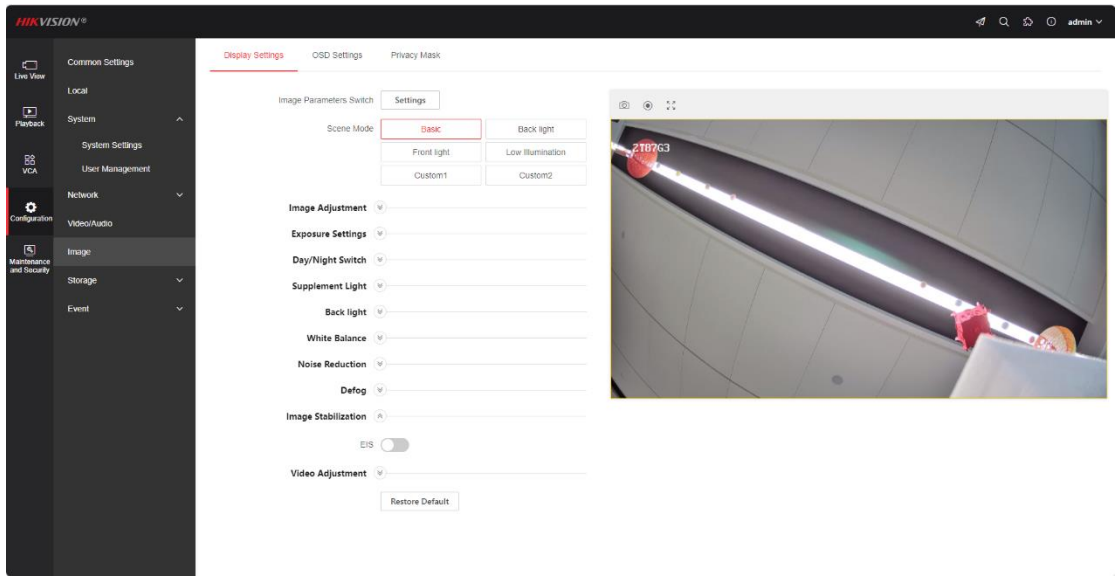 HIKVISION®
admin
Live View
Playback
VCA
Configuration
Maintenance
and Security
Common Settings
Local
System
System Settings
User Management
Network
Video/Audio
Image
Storage
Event
Display Settings OSD Settings Privacy Mask
Image Parameters Switch Settings
Scene Mode Basic Back light
Front light Low Illumination
Custom1 Custom2
Image Adjustment
Exposure Settings
Day/Night Switch
Supplement Light
Back light
White Balance
Noise Reduction
Defog
Image Stabilization
EIS
Video Adjustment
Restore Default
2T87G3